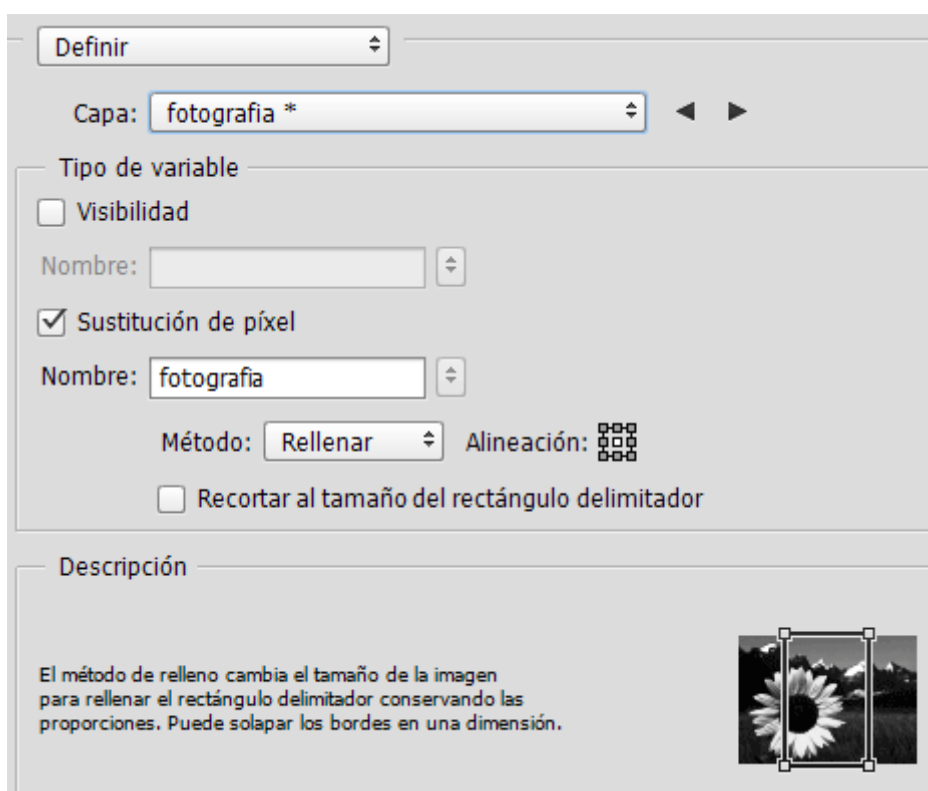 Definir
Capa: fotografia *
Tipo de variable
Visibilidad
Nombre:
Sustitución de píxel
Nombre: fotografia
Método: Rellenar Alineación:
Recortar al tamaño del rectángulo delimitador
Descripción
El método de relleno cambia el tamaño de la imagen
para rellenar el rectángulo delimitador conservando las
proporciones. Puede solapar los bordes en una dimensión.